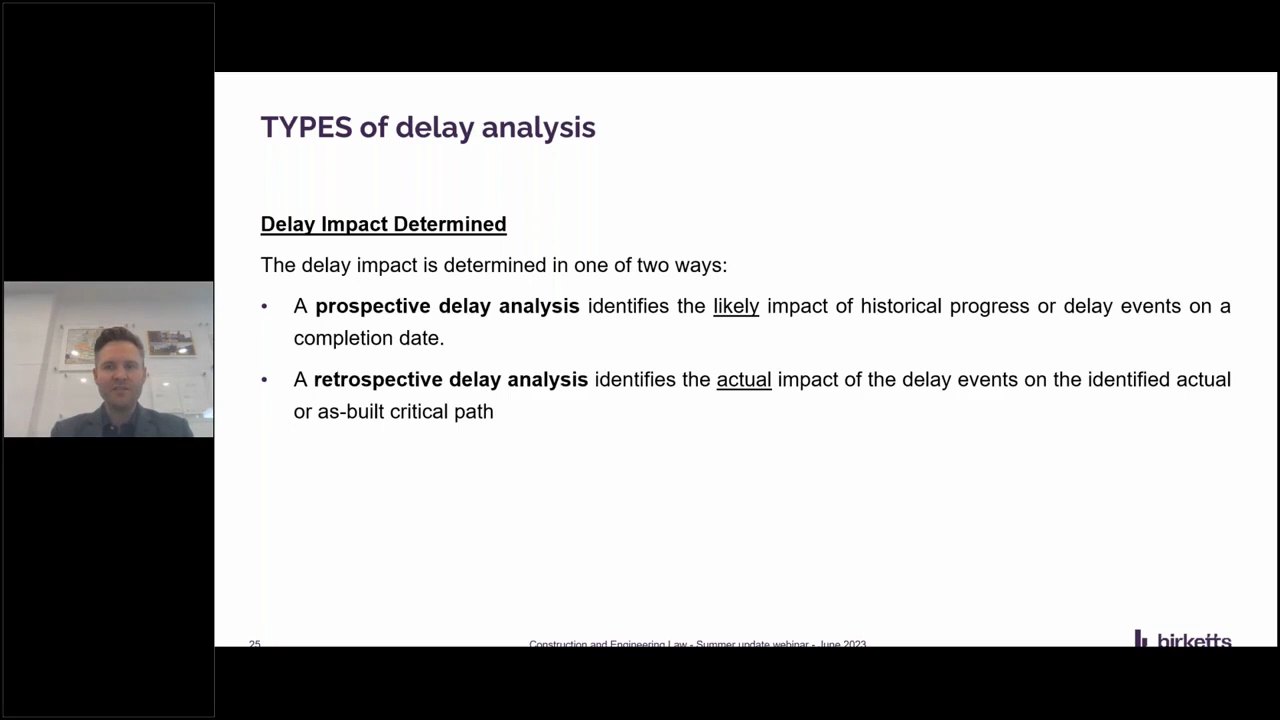 TYPES of delay analysis
Delay Impact Determined
The delay impact is determined in one of two ways:
• A prospective delay analysis identifies the likely impact of historical progress or delay events on a
completion date.
• A retrospective delay analysis identifies the actual impact of the delay events on the identified actual
or as-built critical path
25
Construction and Engineering Law - Summer update webinar - June 2023
birketts